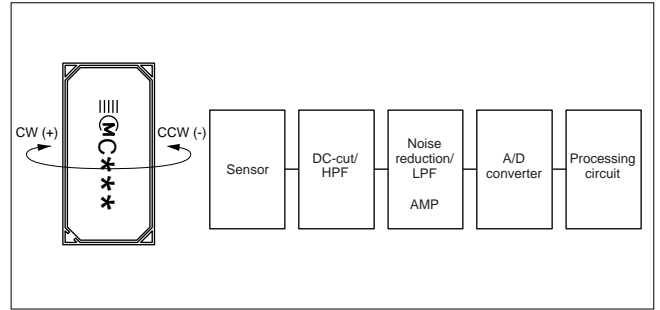 CW (+)
CCW (-)
MC***
Sensor
DC-cut/
HPF
Noise
reduction/
LPF
AMP
A/D
converter
Processing
circuit